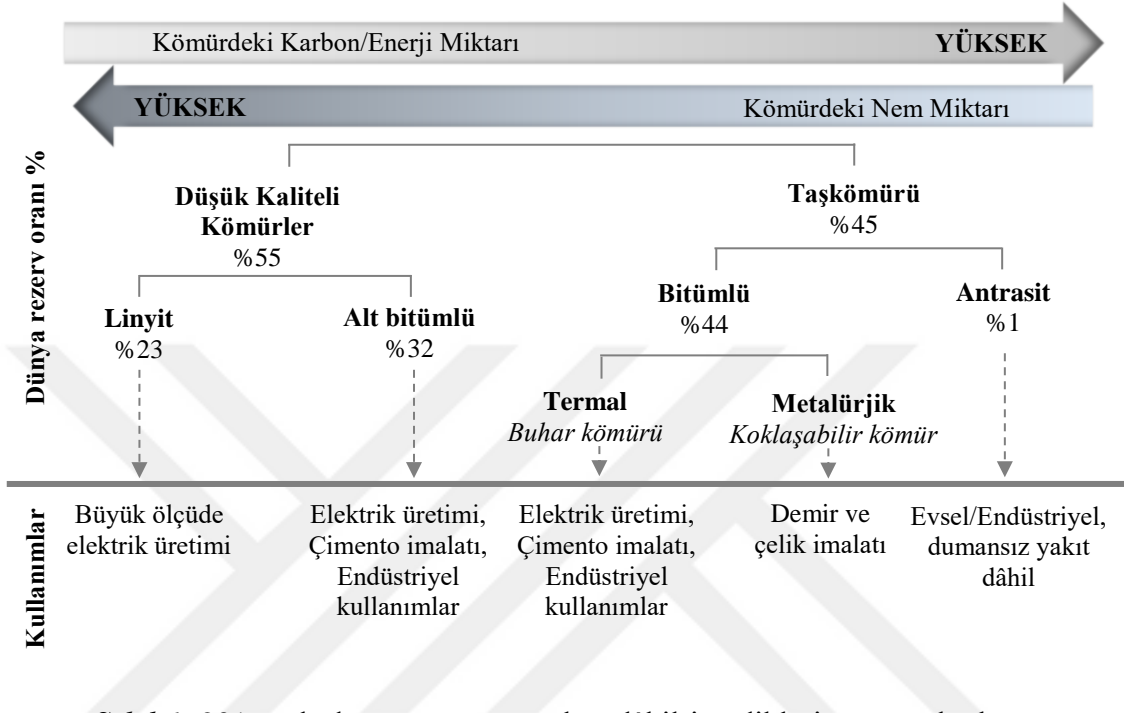 Kömürdeki Karbon/Enerji Miktarı YÜKSEK
YÜKSEK Kömürdeki Nem Miktarı
Dünya rezerv oranı %
Düşük Kaliteli
Kömürler
%55
Taşkömürü
%45
Linyit
%23
Alt bitümlü
%32
Bitümlü
%44
Antrasit
%1
Termal
Buhar kömürü
Metalürjik
Koklaşabilir kömür
Kullanımlar
Büyük ölçüde
elektrik üretimi
Elektrik üretimi,
Çimento imalatı,
Endüstriyel
kullanımlar
Elektrik üretimi,
Çimento imalatı,
Endüstriyel
kullanımlar
Demir ve
çelik imalatı
Evsel/Endüstriyel,
dumansız yakıt
dâhil